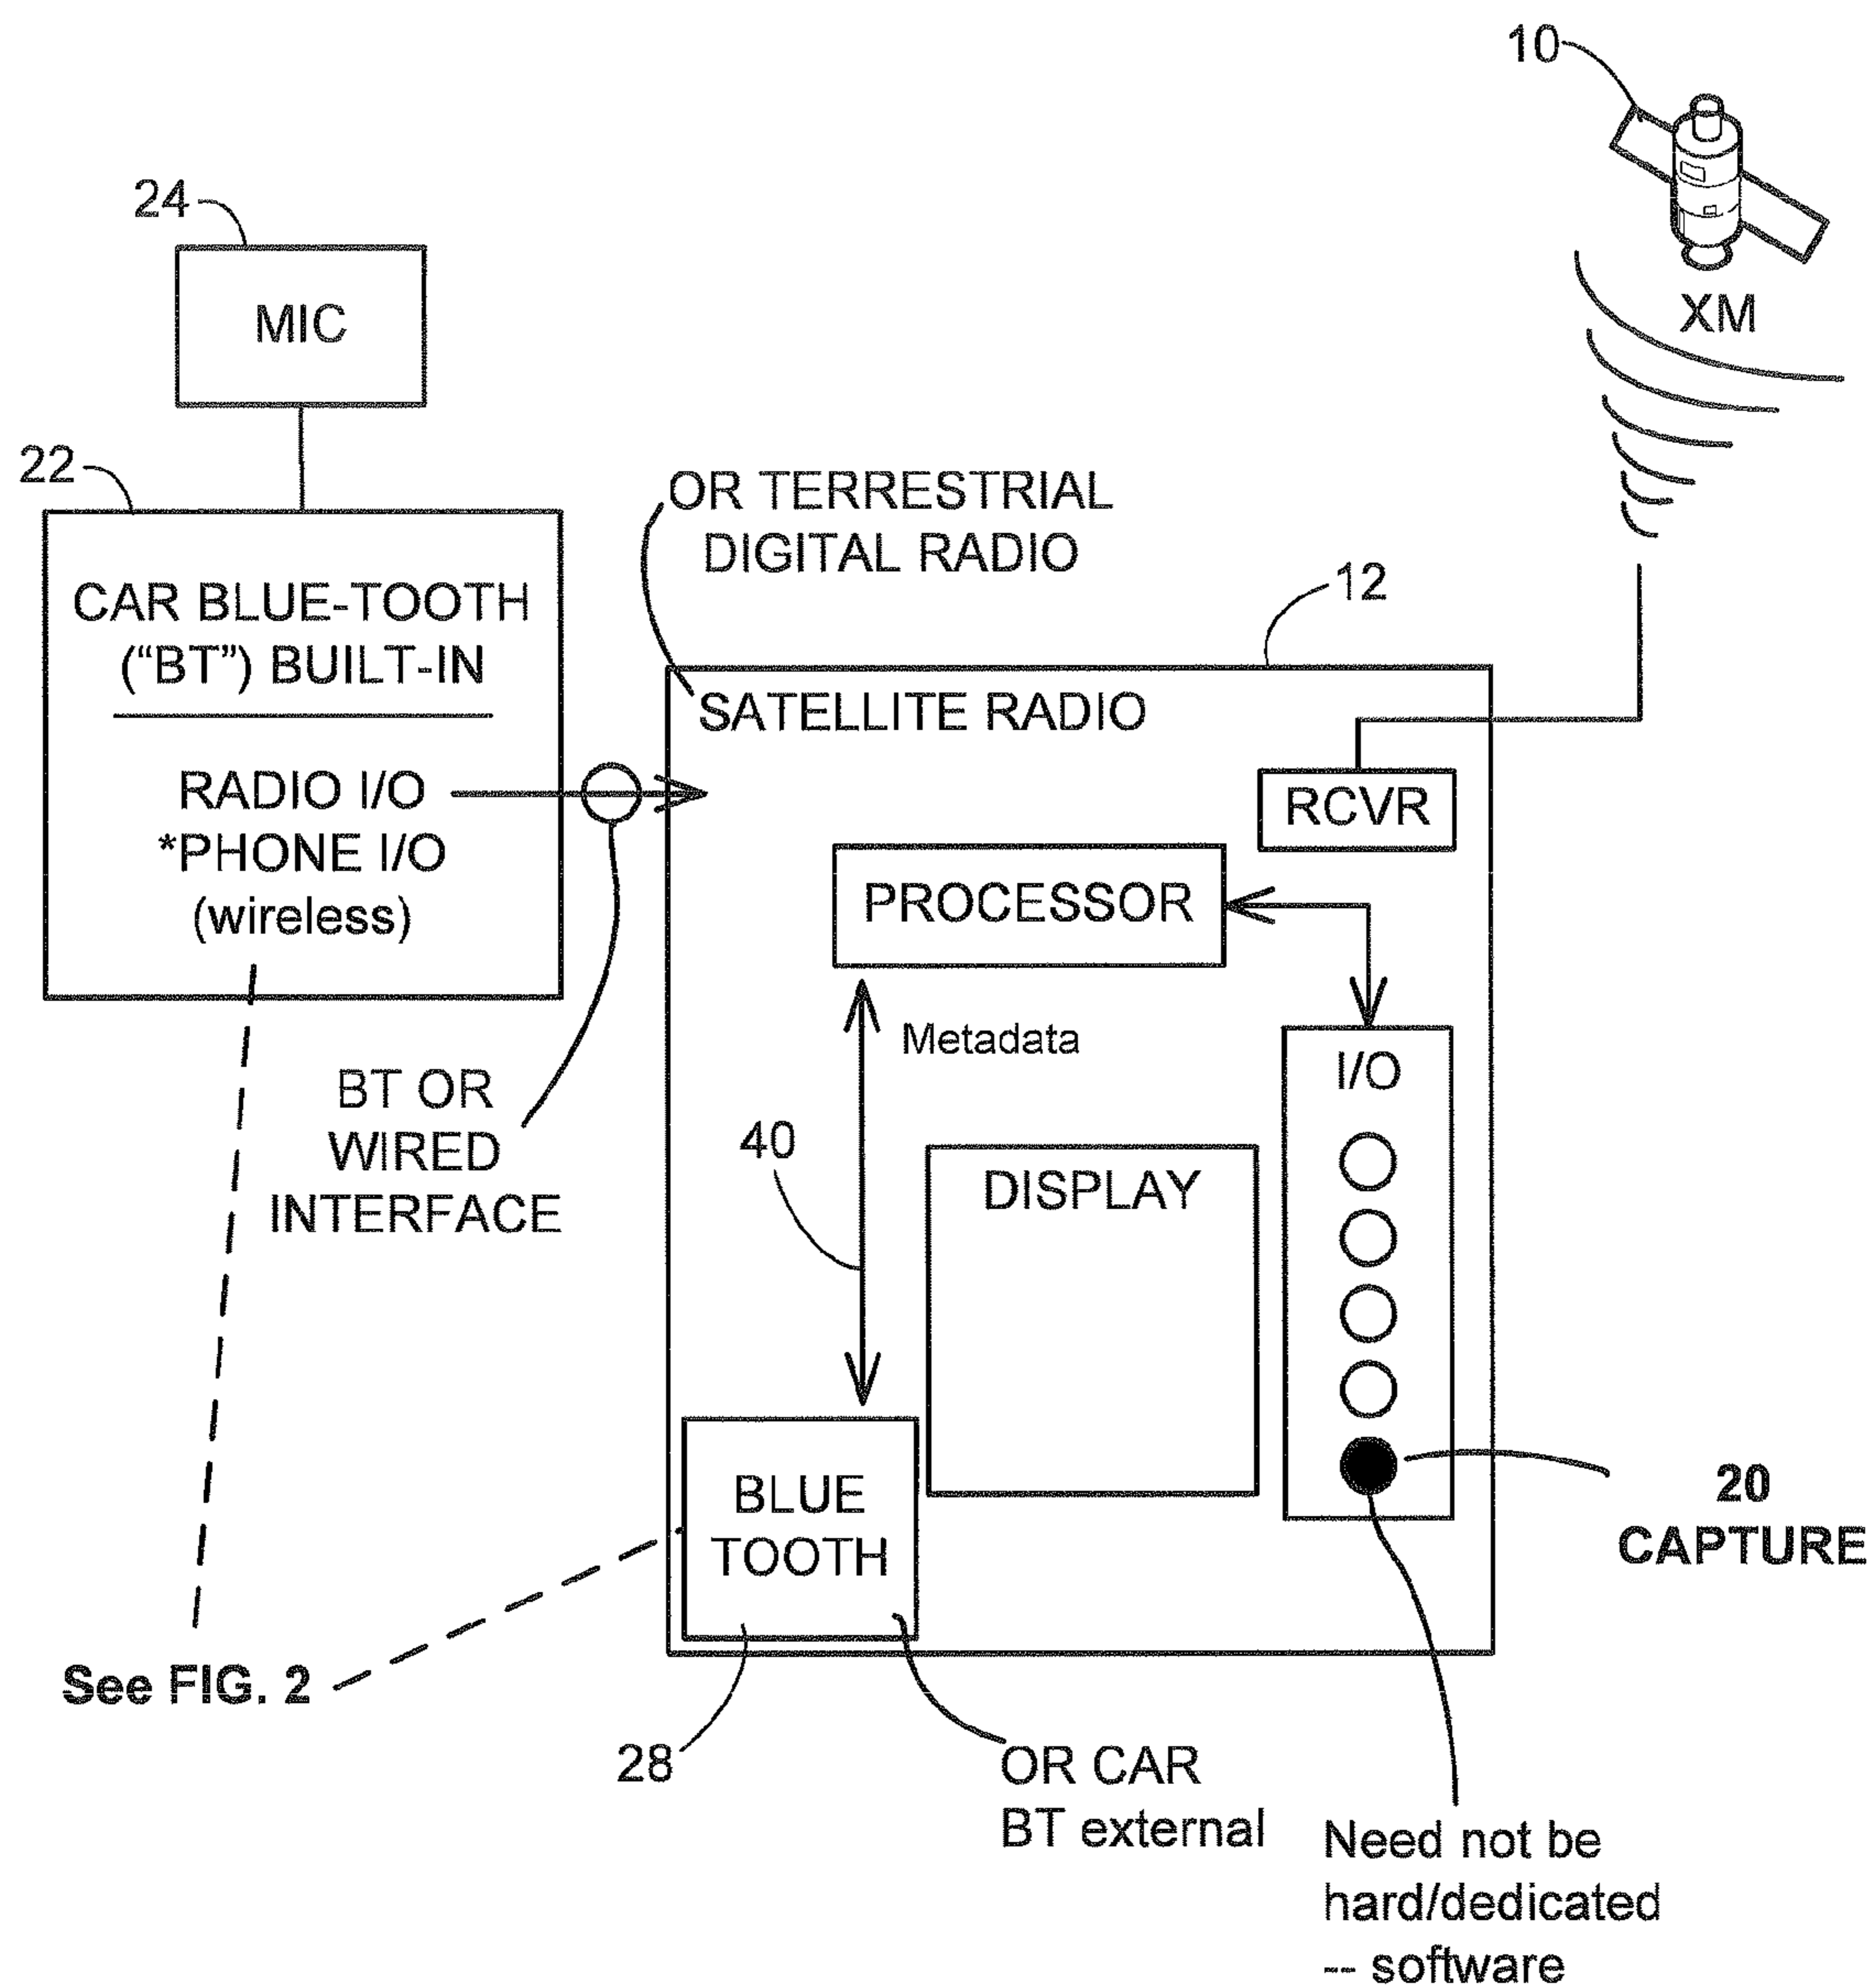 10
XM
24
MIC
22
CAR BLUE-TOOTH
("BT") BUILT-IN
RADIO I/O
*PHONE I/O
(wireless)
OR TERRESTRIAL
DIGITAL RADIO
12
SATELLITE RADIO
RCVR
PROCESSOR
Metadata
I/O
BT OR
WIRED
INTERFACE
40
DISPLAY
BLUE
TOOTH
20
CAPTURE
See FIG. 2
28
OR CAR
BT external
Need not be
hard/dedicated
-- software